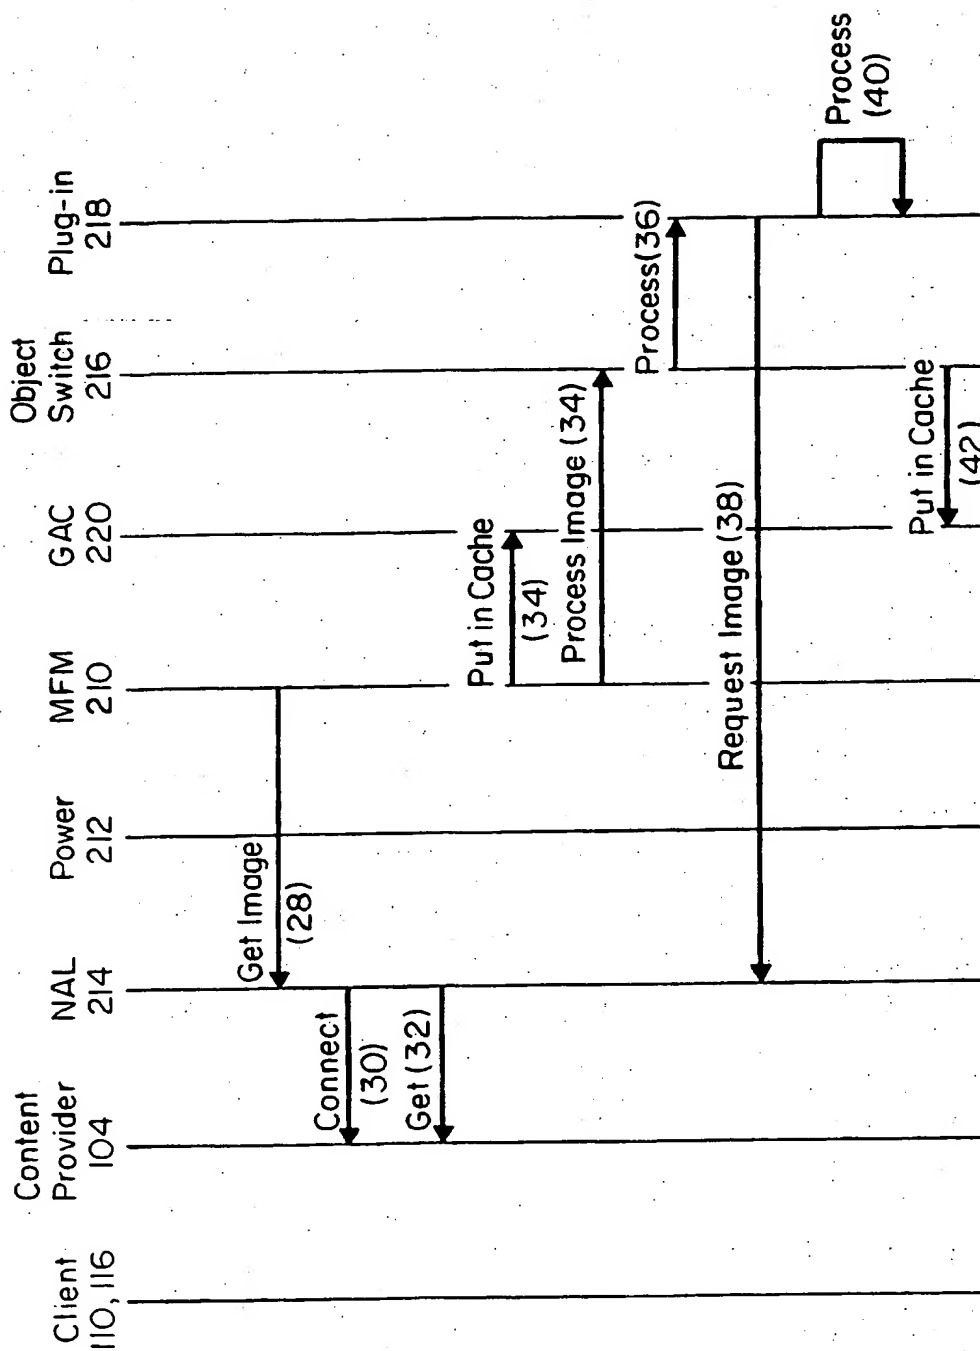 Client
110, 116
Content
Provider
104
NAL
214
Power
212
MFM
210
GAC
220
Object
Switch
216
Plug-in
218
Get Image
(28)
Connect
(30)
Get (32)
Put in Cache
(34)
Process Image (34)
Process(36)
Request Image (38)
Process
(40)
Put in Cache
(42)